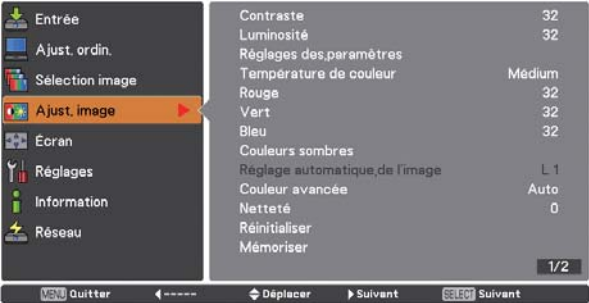 Entrée
Ajust. ordin.
Sélection image
Ajust. image
Écran
Réglages
Information
Réseau
Contraste 32
Luminosité 32
Réglages des,paramètres
Température de couleur Médium
Rouge 32
Vert 32
Bleu 32
Couleurs sombres
Réglage automatique,de l'image L 1
Couleur avancée Auto
Netteté 0
Réinitialiser
Mémoriser
1/2
MENU Quitter ----- Déplacer Suivant SELECT Suivant